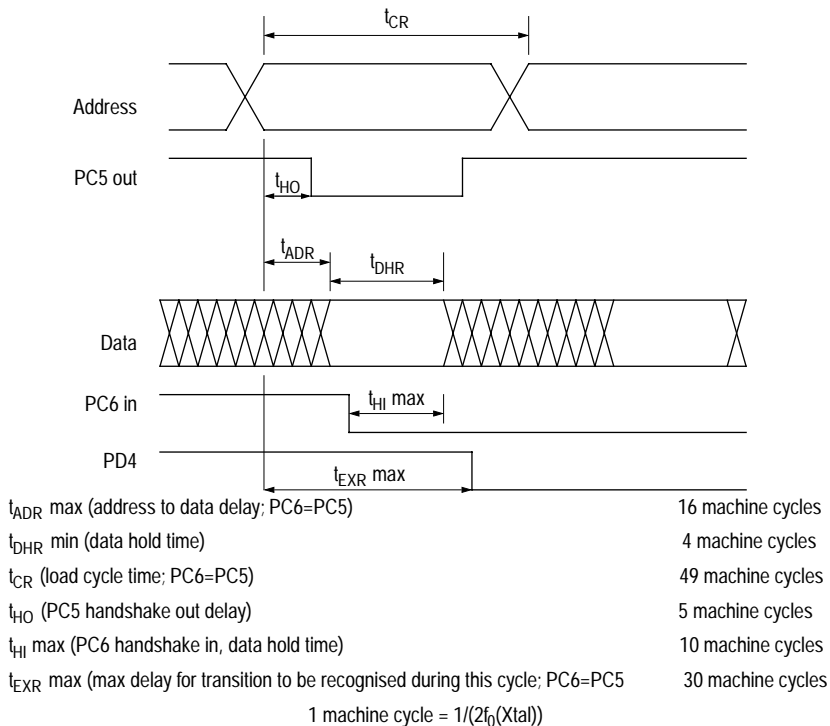 tCR
Address
PC5 out
tHO
tADR
tDHR
Data
PC6 in
tHI max
PD4
tEXR max
tADR max (address to data delay; PC6=PC5) 16 machine cycles
tDHR min (data hold time) 4 machine cycles
tCR (load cycle time; PC6=PC5) 49 machine cycles
tHO (PC5 handshake out delay) 5 machine cycles
tHI max (PC6 handshake in, data hold time) 10 machine cycles
tEXR max (max delay for transition to be recognised during this cycle; PC6=PC5 30 machine cycles
1 machine cycle = 1/(2f0(Xtal))